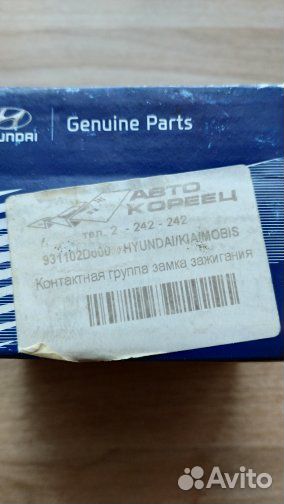 HYUNDAI
Genuine Parts
АВТО
КОРЕЕЦ
тел. 2 - 242 - 242
931102D000 HYUNDAI/KIA/MOBIS
Контактная группа замка зажигания
Avito